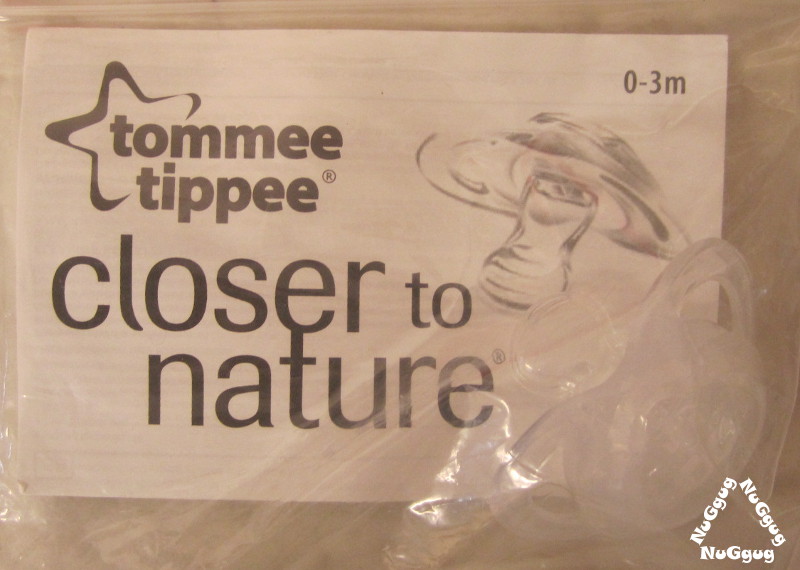 0-3m
tommee
tippee®
closer to
nature®
NuGgug
NuGgug
NuGgug